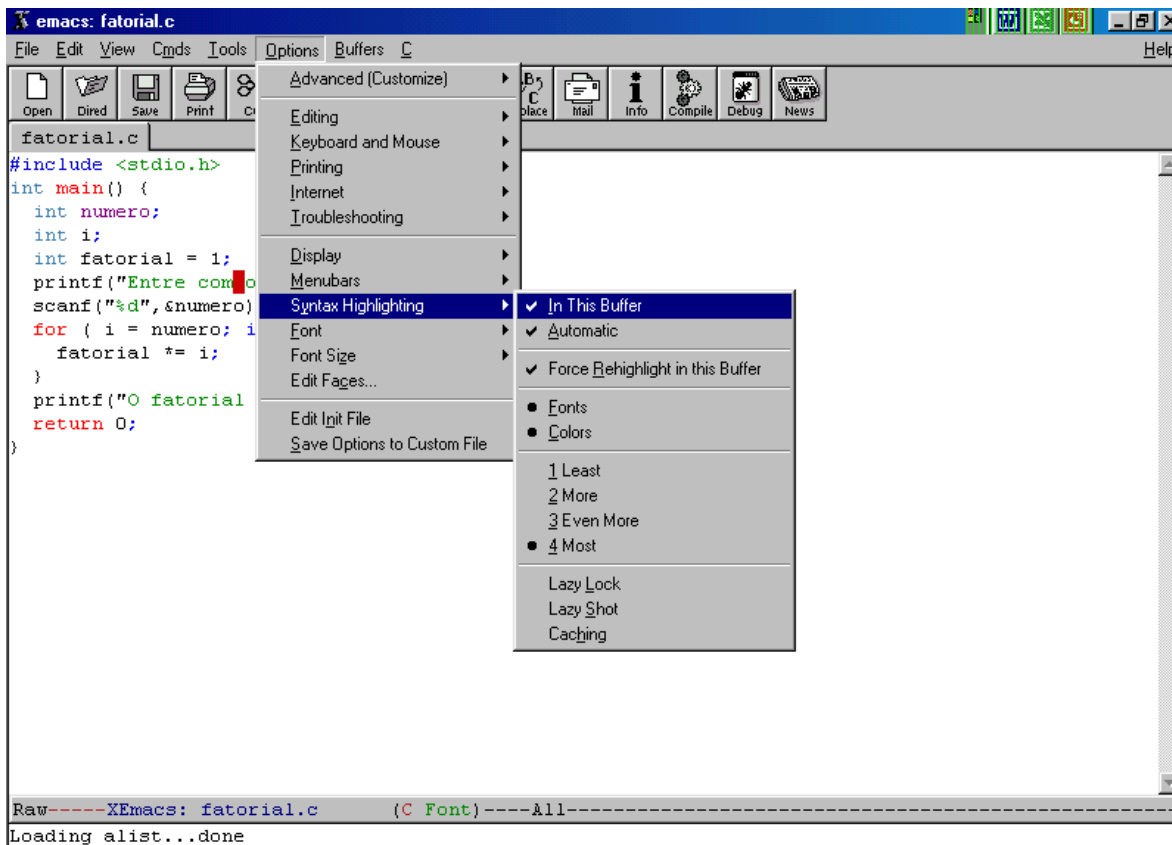 emacs: fatorial.c
File Edit View Cmds Tools Options Buffers C Help
Open Dired Save Print Mail Info Compile Debug News
fatorial.c
#include <stdio.h>
int main() {
int numero;
int i;
int fatorial = 1;
printf("Entre com
scanf("%d",&numero)
for ( i = numero; i
fatorial *= i;
}
printf("O fatorial
return 0;
}
Advanced (Customize)
Editing
Keyboard and Mouse
Printing
Internet
Troubleshooting
Display
Menubars
Syntax Highlighting
Font
Font Size
Edit Faces...
Edit Init File
Save Options to Custom File
In This Buffer
Automatic
Force Rehighlight in this Buffer
Fonts
Colors
1 Least
2 More
3 Even More
4 Most
Lazy Lock
Lazy Shot
Caching
Raw-----XEmacs: fatorial.c (C Font)----All--------------------------------------------------
Loading alist...done